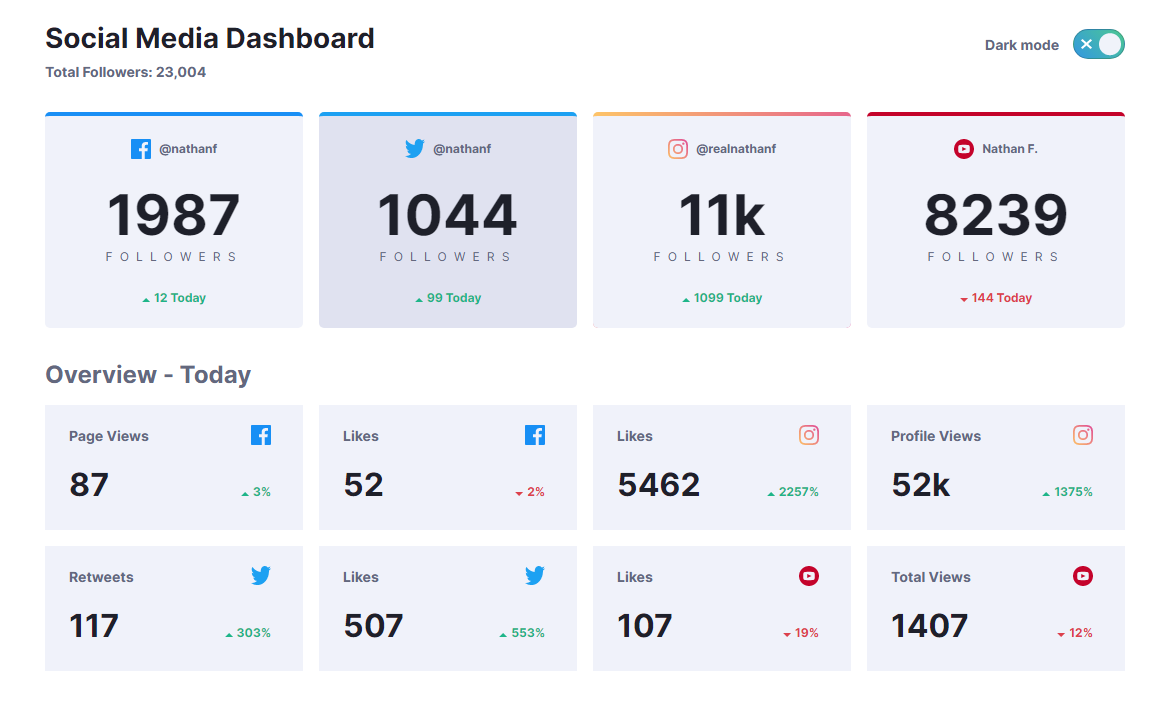 Social Media Dashboard
Dark mode
Total Followers: 23,004
@nathanf
1987
FOLLOWERS
12 Today
@nathanf
1044
FOLLOWERS
99 Today
@realnathanf
11k
FOLLOWERS
1099 Today
Nathan F.
8239
FOLLOWERS
144 Today
Overview - Today
Page Views
87
3%
Likes
52
2%
Likes
5462
2257%
Profile Views
52k
1375%
Retweets
117
303%
Likes
507
553%
Likes
107
19%
Total Views
1407
12%